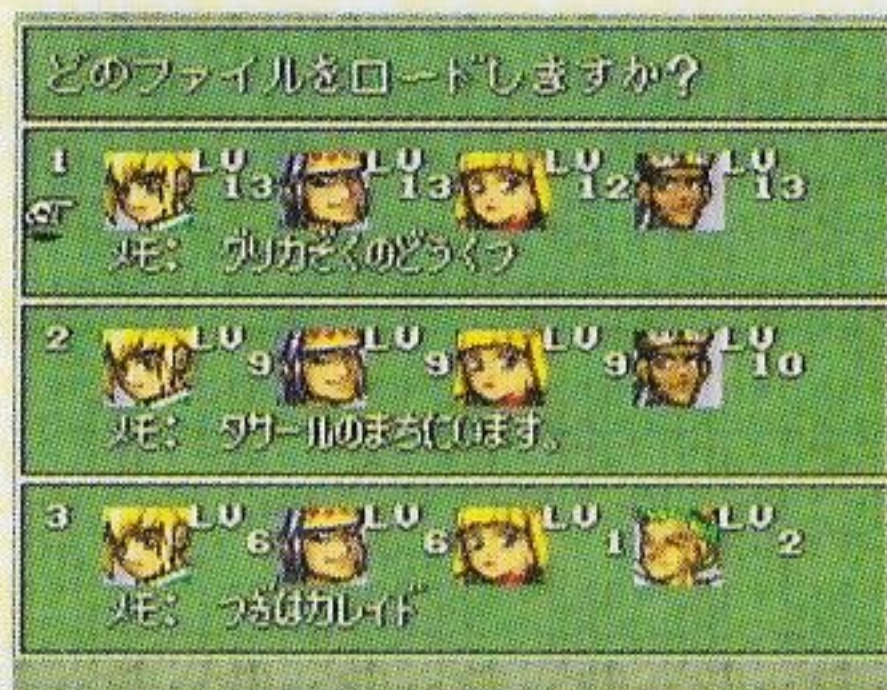 どのファイルをロードしますか?
1 LV 13 LV 13 LV 12 LV 13
メモ: グリカぞくのどうくつ
2 LV 9 LV 9 LV 9 LV 10
メモ: タサールのまちにいます。
3 LV 6 LV 6 LV 1 LV 2
メモ: つぎはカレイド